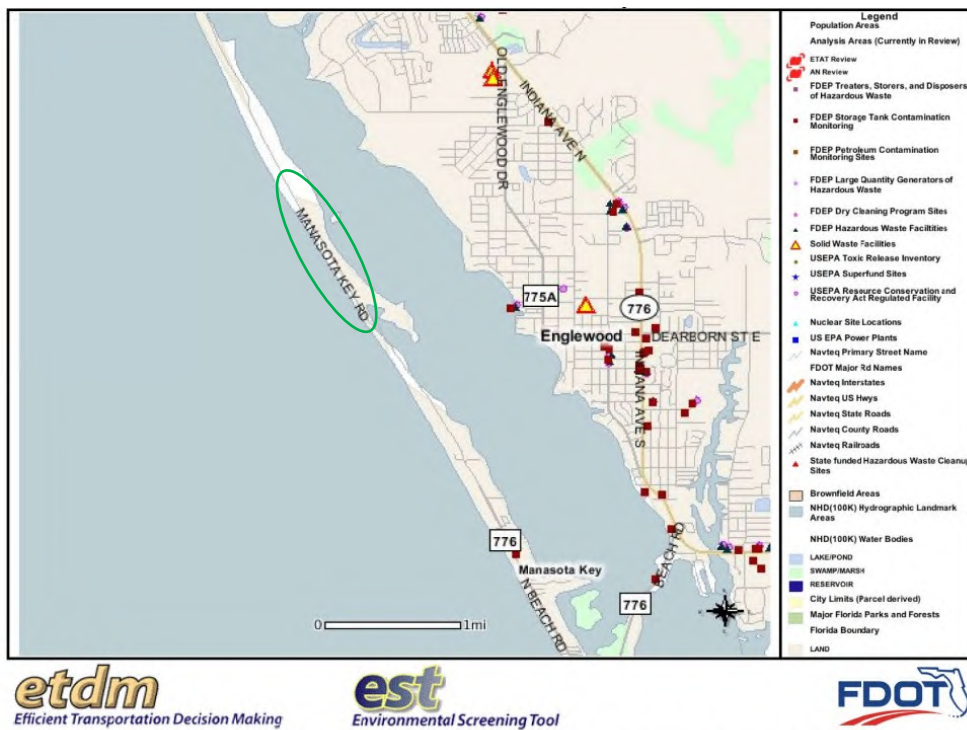 OLD ENGLEWOOD DR
INDIANA AVE N
MANASOTA KEY RD
775A
776
Englewood
DEARBORN ST E
INDIANA AVE S
776
Manasota Key
N BEACH RD
BEACH RD
776
0
1mi
Legend
Population Areas
Analysis Areas (Currently in Review)
ETAT Review
AN Review
FDEP Treaters, Storers, and Disposers
of Hazardous Waste
FDEP Storage Tank Contamination
Monitoring
FDEP Petroleum Contamination
Monitoring Sites
FDEP Large Quantity Generators of
Hazardous Waste
FDEP Dry Cleaning Program Sites
FDEP Hazardous Waste Faciltities
Solid Waste Facilities
USEPA Toxic Release Inventory
USEPA Superfund Sites
USEPA Resource Conservation and
Recovery Act Regulated Facility
Nuclear Site Locations
US EPA Power Plants
Navteq Primary Street Name
FDOT Major Rd Names
Navteq Interstates
Navteq US Hwys
Navteq State Roads
Navteq County Roads
Navteq Railroads
State funded Hazardous Waste Cleanup
Sites
Brownfield Areas
NHD(100K) Hydrographic Landmark
Areas
NHD(100K) Water Bodies
LAKE/POND
SWAMP/MARSH
RESERVOIR
City Limits (Parcel derived)
Major Florida Parks and Forests
Florida Boundary
LAND
etdm
Efficient Transportation Decision Making
est
Environmental Screening Tool
FDOT